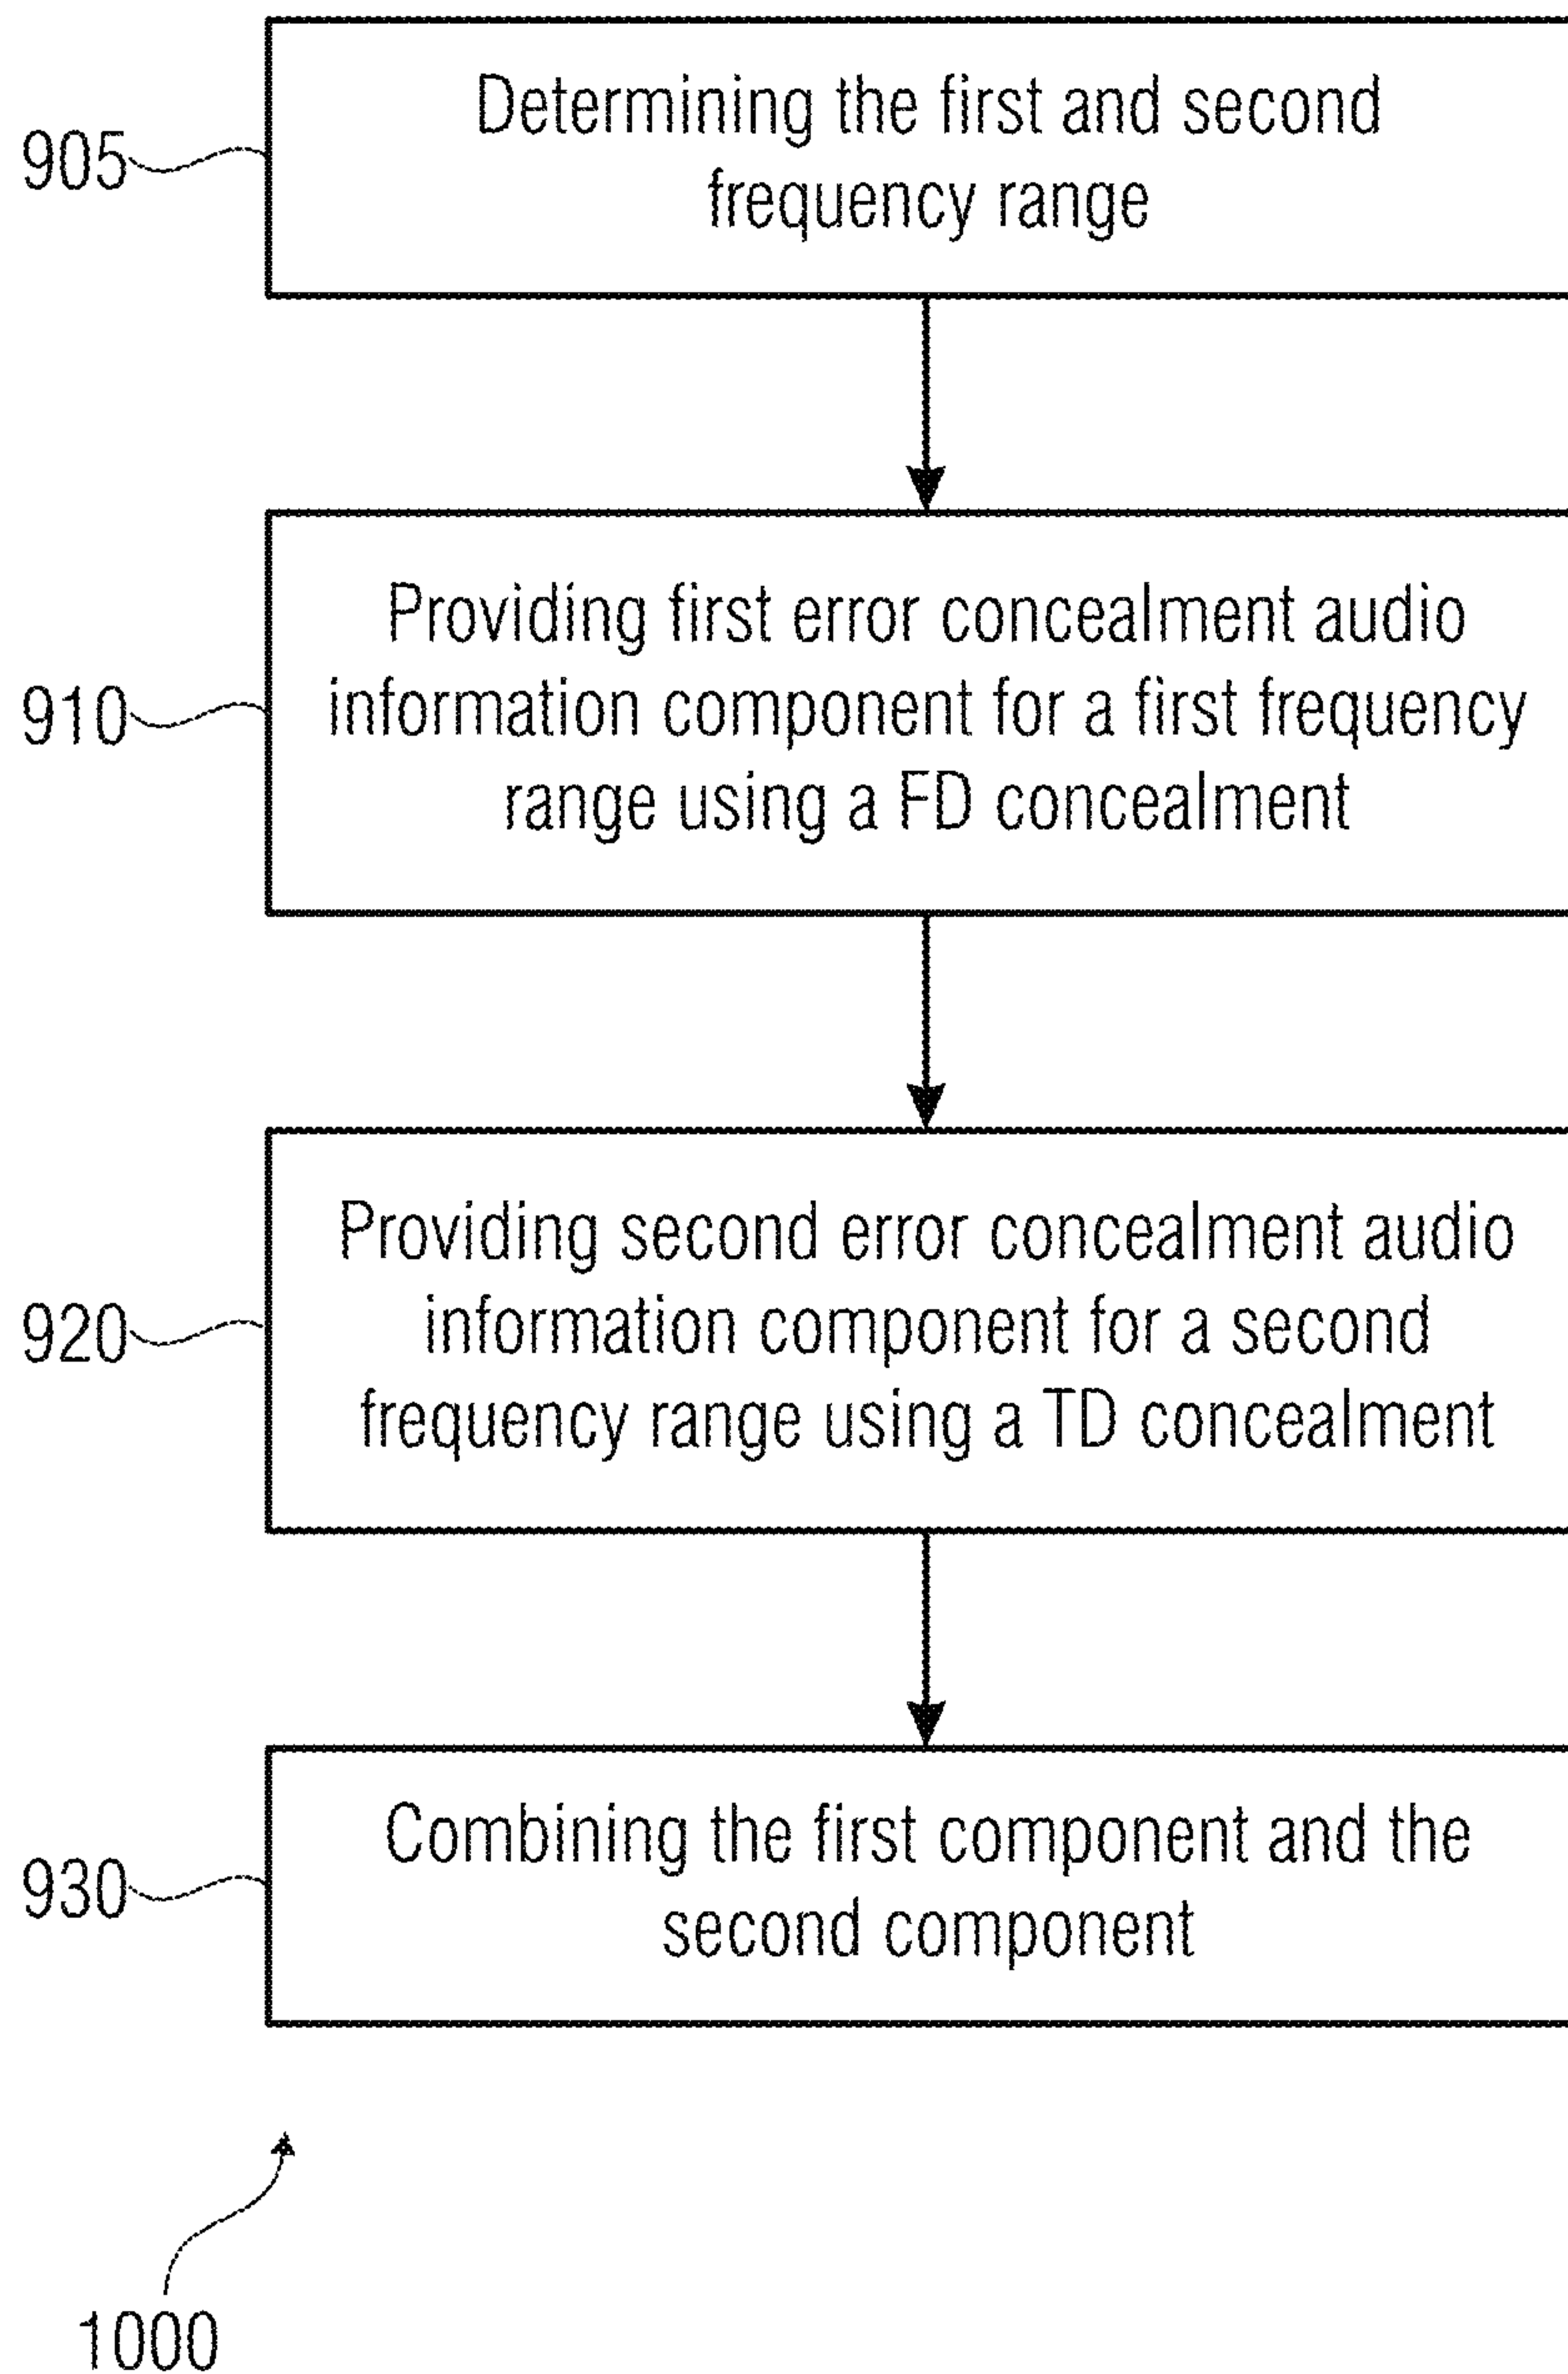 905
Determining the first and second
frequency range
910
Providing first error concealment audio
information component for a first frequency
range using a FD concealment
920
Providing second error concealment audio
information component for a second
frequency range using a TD concealment
930
Combining the first component and the
second component
1000